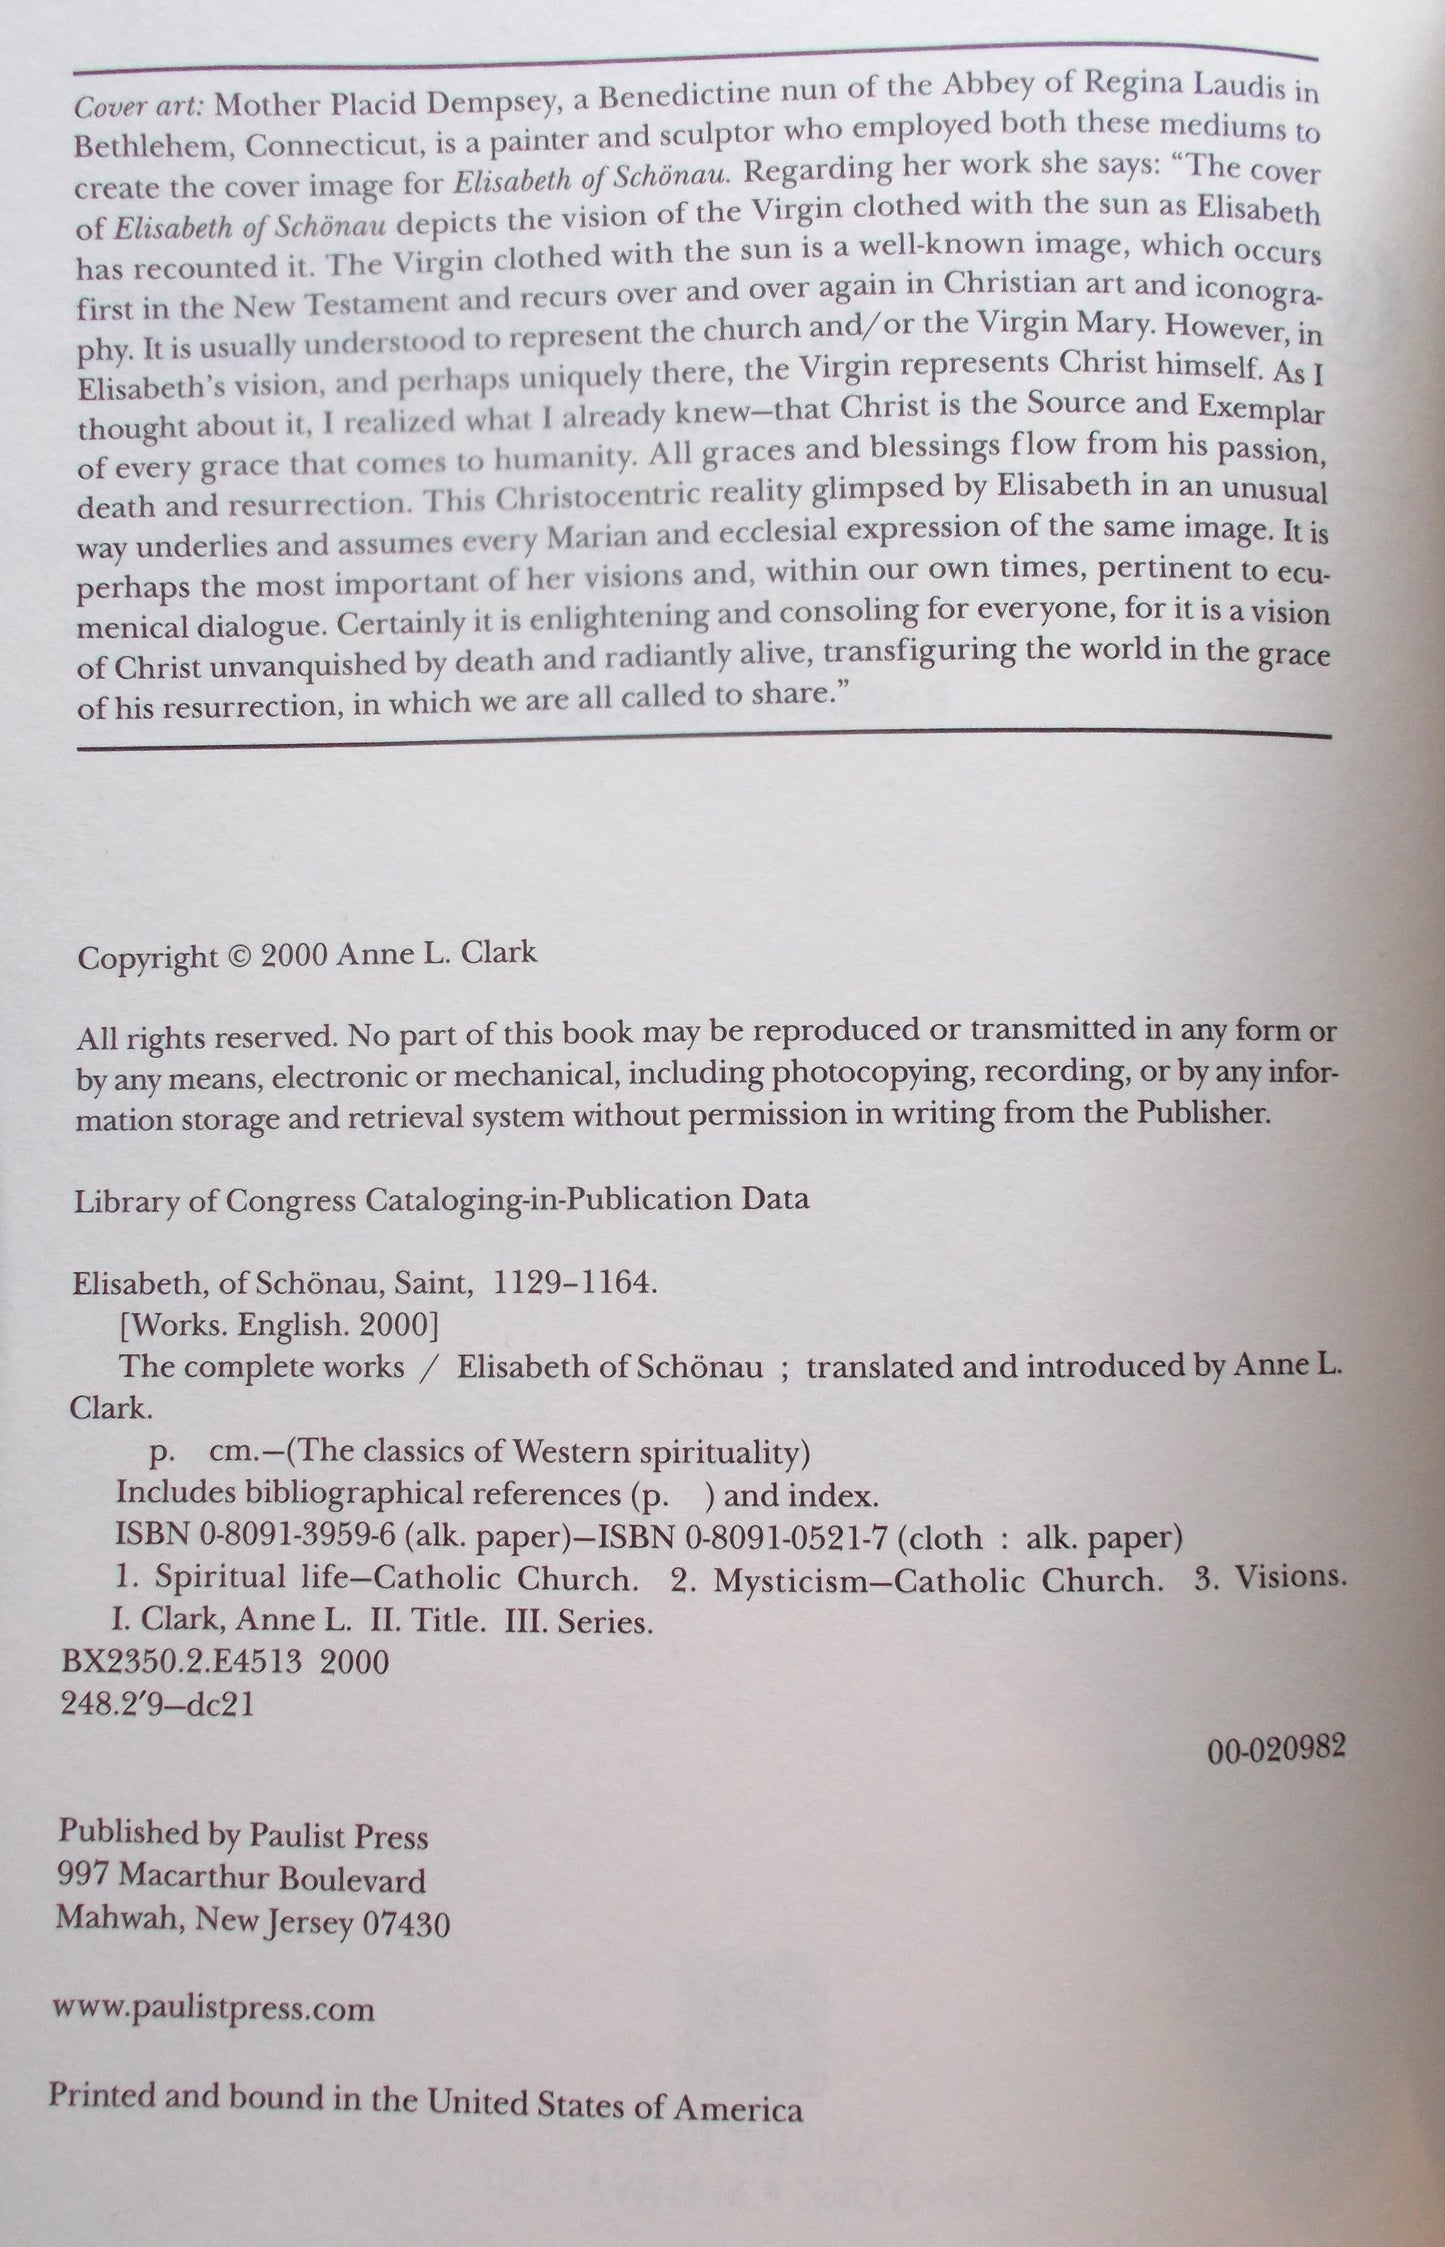 Cover art: Mother Placid Dempsey, a Benedictine nun of the Abbey of Regina Laudis in
Bethlehem, Connecticut, is a painter and sculptor who employed both these mediums to
create the cover image for Elisabeth of Schönau. Regarding her work she says: “The cover
of Elisabeth of Schönau depicts the vision of the Virgin clothed with the sun as Elisabeth
has recounted it. The Virgin clothed with the sun is a well-known image, which occurs
first in the New Testament and recurs over and over again in Christian art and iconogra-
phy. It is usually understood to represent the church and/or the Virgin Mary. However, in
Elisabeth’s vision, and perhaps uniquely there, the Virgin represents Christ himself. As I
thought about it, I realized what I already knew—that Christ is the Source and Exemplar
of every grace that comes to humanity. All graces and blessings flow from his passion,
death and resurrection. This Christocentric reality glimpsed by Elisabeth in an unusual
way underlies and assumes every Marian and ecclesial expression of the same image. It is
perhaps the most important of her visions and, within our own times, pertinent to ecu-
menical dialogue. Certainly it is enlightening and consoling for everyone, for it is a vision
of Christ unvanquished by death and radiantly alive, transfiguring the world in the grace
of his resurrection, in which we are all called to share.”
Copyright © 2000 Anne L. Clark
All rights reserved. No part of this book may be reproduced or transmitted in any form or
by any means, electronic or mechanical, including photocopying, recording, or by any infor-
mation storage and retrieval system without permission in writing from the Publisher.
Library of Congress Cataloging-in-Publication Data
Elisabeth, of Schönau, Saint, 1129–1164.
[Works. English. 2000]
The complete works / Elisabeth of Schönau ; translated and introduced by Anne L.
Clark.
p. cm.—(The classics of Western spirituality)
Includes bibliographical references (p. ) and index.
ISBN 0-8091-3959-6 (alk. paper)—ISBN 0-8091-0521-7 (cloth : alk. paper)
1. Spiritual life—Catholic Church. 2. Mysticism—Catholic Church. 3. Visions.
I. Clark, Anne L. II. Title. III. Series.
BX2350.2.E4513 2000
248.2′9—dc21
00-020982
Published by Paulist Press
997 Macarthur Boulevard
Mahwah, New Jersey 07430
www.paulistpress.com
Printed and bound in the United States of America